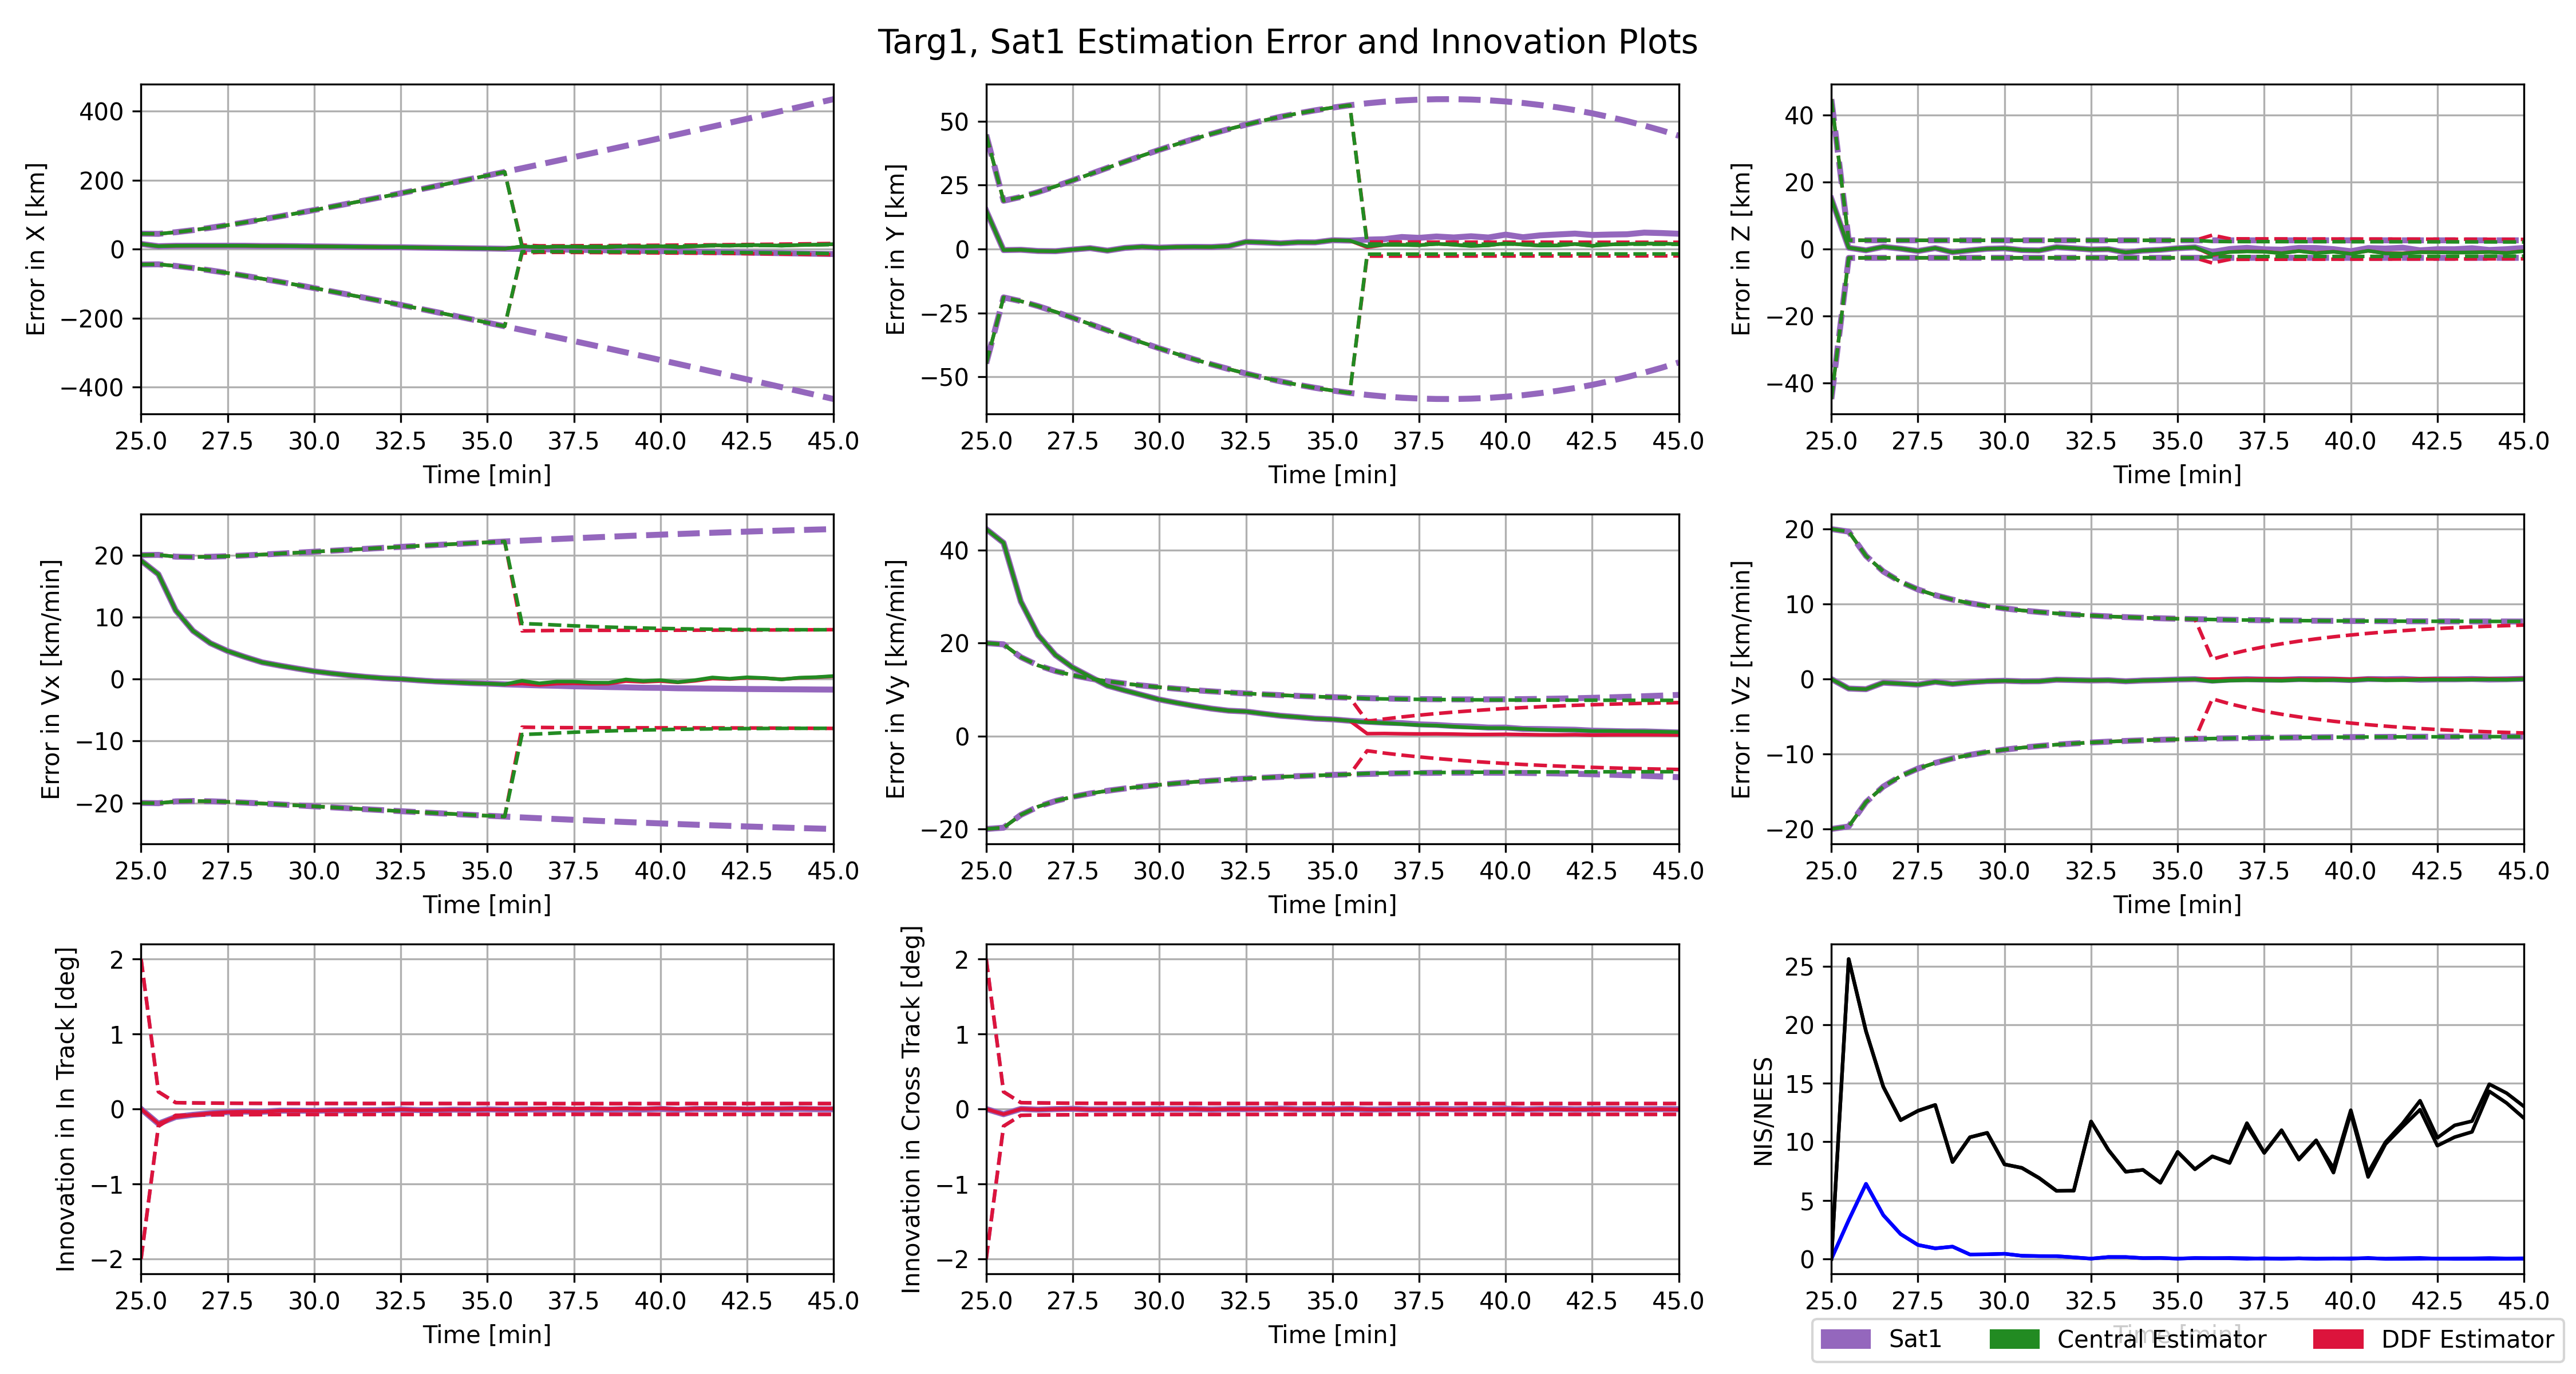 Targ1, Sat1 Estimation Error and Innovation Plots
Error in X [km]
400
200
0
−200
−400
25.0 27.5 30.0 32.5 35.0 37.5 40.0 42.5 45.0
Time [min]
Error in Y [km]
50
25
0
−25
−50
25.0 27.5 30.0 32.5 35.0 37.5 40.0 42.5 45.0
Time [min]
Error in Z [km]
40
20
0
−20
−40
25.0 27.5 30.0 32.5 35.0 37.5 40.0 42.5 45.0
Time [min]
Error in Vx [km/min]
20
10
0
−10
−20
25.0 27.5 30.0 32.5 35.0 37.5 40.0 42.5 45.0
Time [min]
Error in Vy [km/min]
40
20
0
−20
25.0 27.5 30.0 32.5 35.0 37.5 40.0 42.5 45.0
Time [min]
Error in Vz [km/min]
20
10
0
−10
−20
25.0 27.5 30.0 32.5 35.0 37.5 40.0 42.5 45.0
Time [min]
Innovation in In Track [deg]
2
1
0
−1
−2
25.0 27.5 30.0 32.5 35.0 37.5 40.0 42.5 45.0
Time [min]
Innovation in Cross Track [deg]
2
1
0
−1
−2
25.0 27.5 30.0 32.5 35.0 37.5 40.0 42.5 45.0
Time [min]
NIS/NEES
25
20
15
10
5
0
25.0 27.5 30.0 32.5 35.0 37.5 40.0 42.5 45.0
Time [min]
Sat1 Central Estimator DDF Estimator